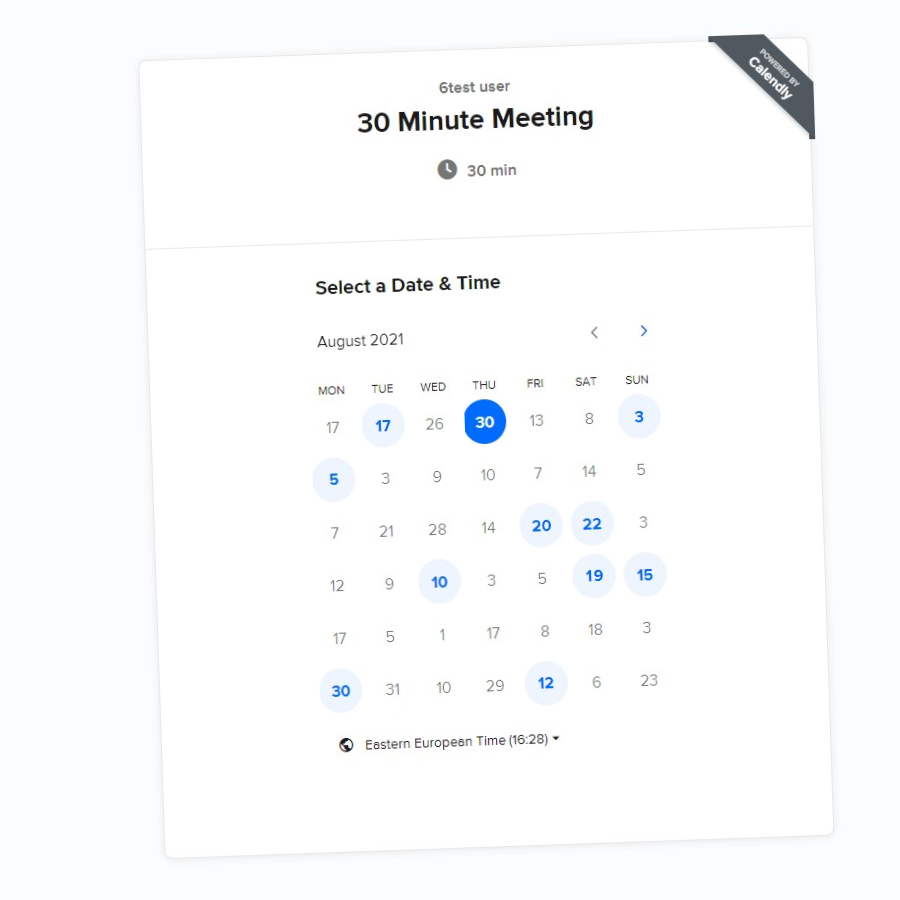 POWERED BY
Calendly
6test user
30 Minute Meeting
30 min
Select a Date & Time
August 2021
MON TUE WED THU FRI SAT SUN
17 17 26 30 13 8 3
5 3 9 10 7 14 5
7 21 28 14 20 22 3
12 9 10 3 5 19 15
17 5 1 17 8 18 3
30 31 10 29 12 6 23
Eastern European Time (16:28)